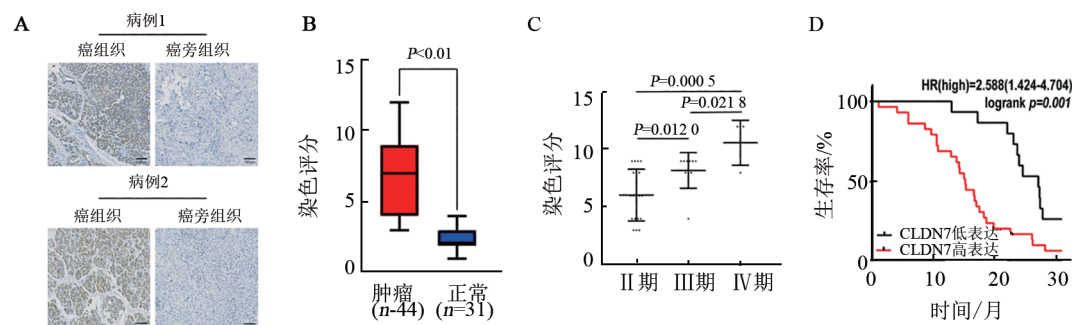 A
病例1
癌组织 癌旁组织
病例2
癌组织 癌旁组织
B
P<0.01
15
10
5
0
染色评分
肿瘤 正常
(n-44) (n=31)
C
P=0.000 5
P=0.021 8
P=0.012 0
15
10
5
0
染色评分
Ⅱ期 Ⅲ期 Ⅳ期
D
HR(high)=2.588(1.424-4.704)
logrank p=0.001
100
50
0
生存率/%
CLDN7低表达
CLDN7高表达
0 10 20 30
时间/月